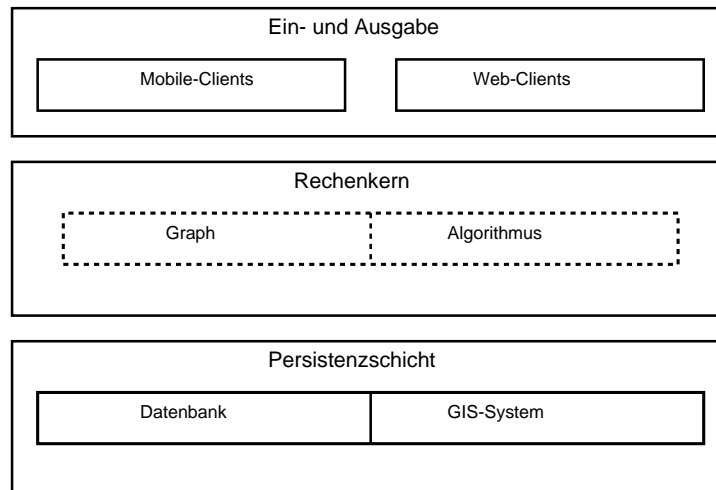 Ein- und Ausgabe
Mobile-Clients
Web-Clients
Rechenkern
Graph
Algorithmus
Persistenzschicht
Datenbank
GIS-System